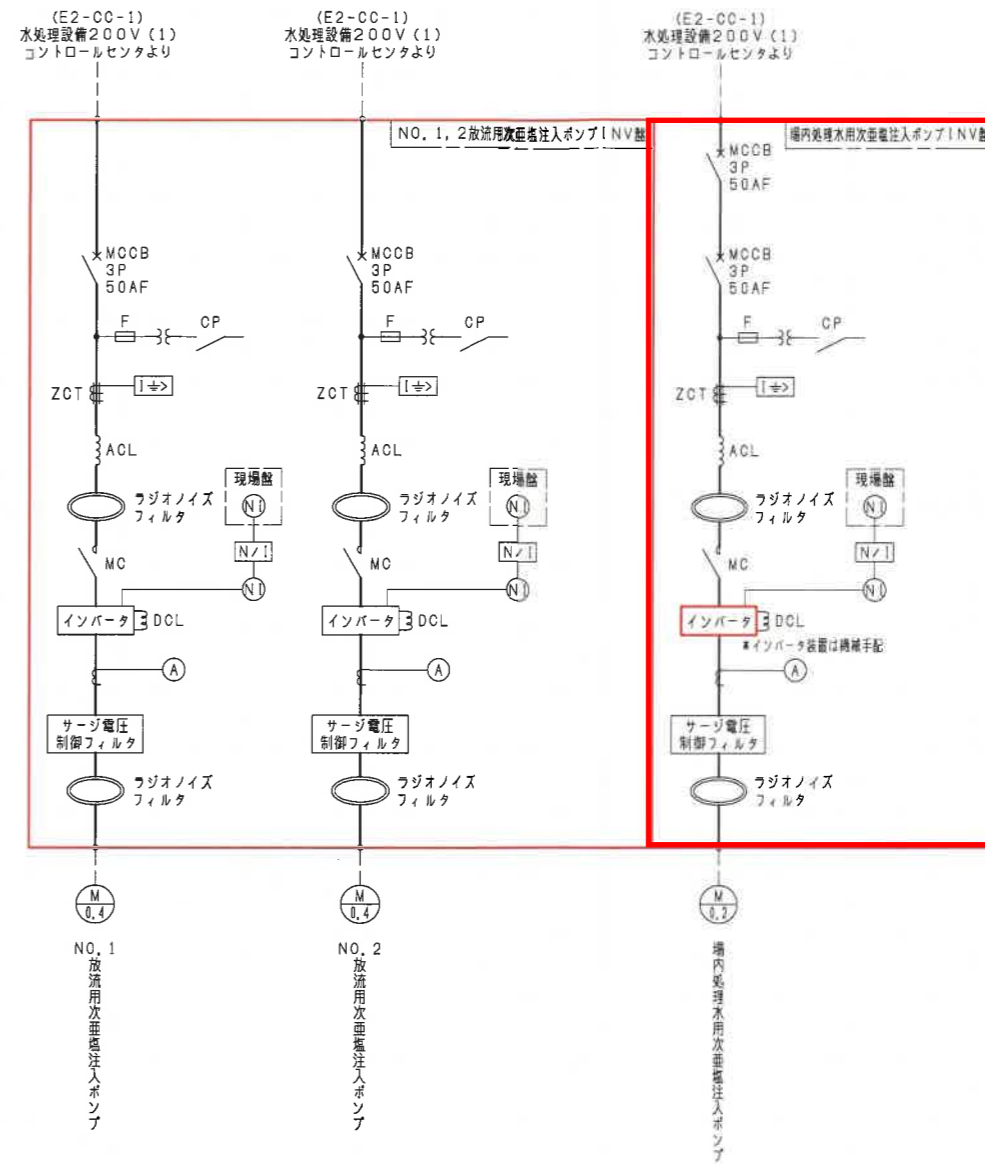 (E2-CC-1)
水処理設備200V(1)
コントロールセンタより
(E2-CC-1)
水処理設備200V(1)
コントロールセンタより
(E2-CC-1)
水処理設備200V(1)
コントロールセンタより
NO.1,2放流用次亜塩注入ポンプINV盤
場内処理水用次亜塩注入ポンプINV盤
MCCB
3P
50AF
F
CP
ZCT
I
ACL
ラジオノイズ
フィルタ
現場盤
NI
N/I
NI
MC
インバータ
DCL
A
サージ電圧
制御フィルタ
ラジオノイズ
フィルタ
M
0.4
NO.1
放流用次亜塩注入ポンプ
MCCB
3P
50AF
F
CP
ZCT
I
ACL
ラジオノイズ
フィルタ
現場盤
NI
N/I
NI
MC
インバータ
DCL
A
サージ電圧
制御フィルタ
ラジオノイズ
フィルタ
M
0.4
NO.2
放流用次亜塩注入ポンプ
MCCB
3P
50AF
MCCB
3P
50AF
F
CP
ZCT
I
ACL
ラジオノイズ
フィルタ
現場盤
NI
N/I
NI
MC
インバータ
DCL
*インバータ装置は機械手配
A
サージ電圧
制御フィルタ
ラジオノイズ
フィルタ
M
0.2
場内処理水用次亜塩注入ポンプ